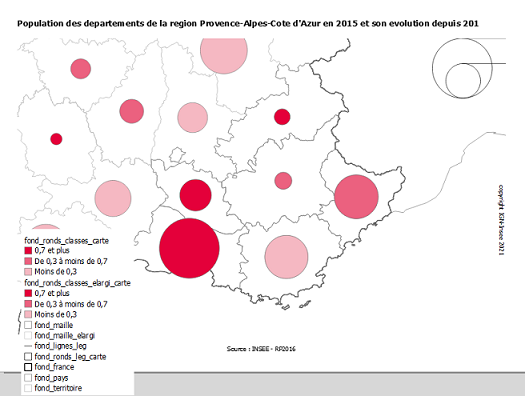 Population des departements de la region Provence-Alpes-Cote d'Azur en 2015 et son evolution depuis 201
copyright IGN-Insee 2021
fond_ronds_classes_carte
0,7 et plus
De 0,3 à moins de 0,7
Moins de 0,3
fond_ronds_classes_elargi_carte
0,7 et plus
De 0,3 à moins de 0,7
Moins de 0,3
fond_maille
fond_maille_elargi
fond_lignes_leg
fond_ronds_leg_carte
fond_france
fond_pays
fond_territoire
Source : INSEE - RP2016